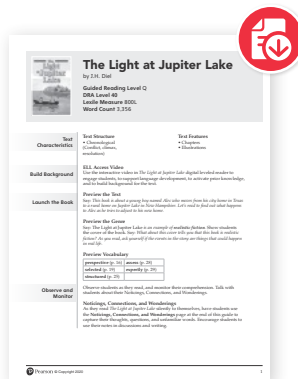 The Light at Jupiter Lake
by J.H. Diel
Guided Reading Level Q
DRA Level 40
Lexile Measure 800L
Word Count 3,356
The Light
at Jupiter
Lake
Text
Characteristics
Text Structure
• Chronological
(Conflict, climax,
resolution)
Text Features
• Chapters
• Illustrations
Build Background
ELL Access Video
Use the interactive video in The Light at Jupiter Lake digital leveled reader to
engage students, to support language development, to activate prior knowledge,
and to build background for the text.
Launch the Book
Preview the Text
Say: This book is about a young boy named Alex who moves from his city home in Texas
to a rural home on Jupiter Lake in New Hampshire. Let's read to find out what happens
to Alex as he tries to adjust to his new home.
Preview the Genre
Say: The Light at Jupiter Lake is an example of realistic fiction. Show students
the cover of the book. Say: What about this cover tells you that this book is realistic
fiction? As you read, ask yourself if the events in the story are things that could happen
in real life.
Preview Vocabulary
perspective (p. 16) access (p. 28)
selected (p. 19) expertly (p. 29)
structured (p. 25)
Observe and
Monitor
Observe students as they read, and monitor their comprehension. Talk with
students about their Noticings, Connections, and Wonderings.
Noticings, Connections, and Wonderings
As they read The Light at Jupiter Lake silently to themselves, have students use
the Noticings, Connections, and Wonderings page at the end of this guide to
capture their thoughts, questions, and unfamiliar words. Encourage students to
use their notes in discussions and writing.
Pearson © Copyright 2020
1